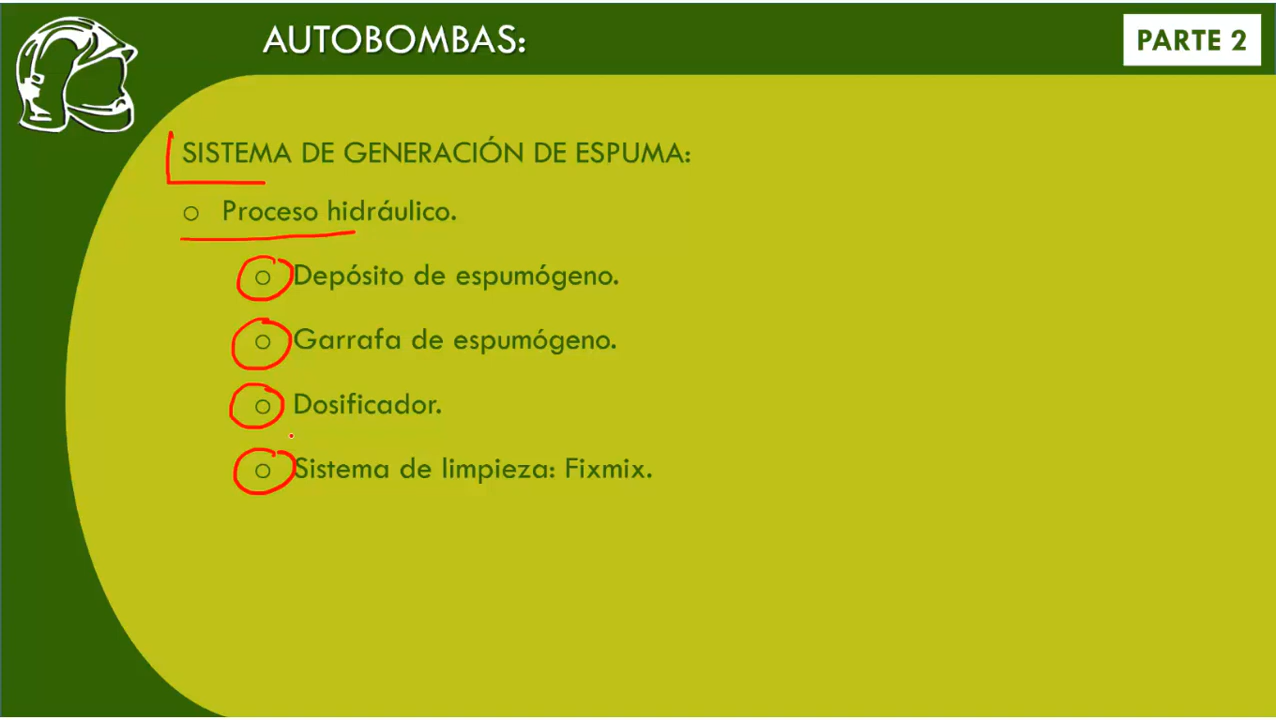 AUTOBOMBAS:
PARTE 2
SISTEMA DE GENERACIÓN DE ESPUMA:
o Proceso hidráulico.
o Depósito de espumógeno.
o Garrafa de espumógeno.
o Dosificador.
o Sistema de limpieza: Fixmix.